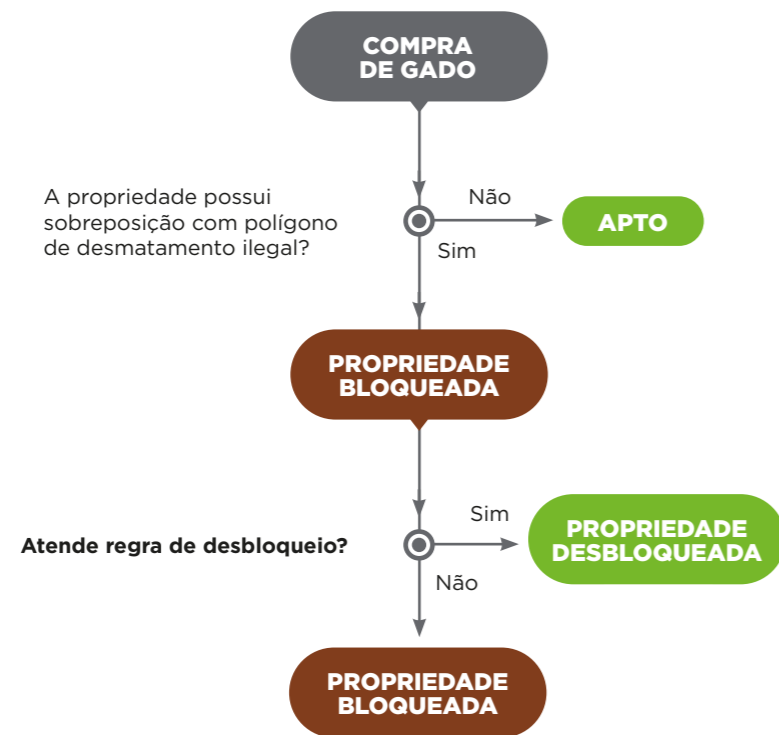 COMPRA
DE GADO
A propriedade possui
sobreposição com polígono
de desmatamento ilegal?
Não
APTO
Sim
PROPRIEDADE
BLOQUEADA
Atende regra de desbloqueio?
Sim
PROPRIEDADE
DESBLOQUEADA
Não
PROPRIEDADE
BLOQUEADA